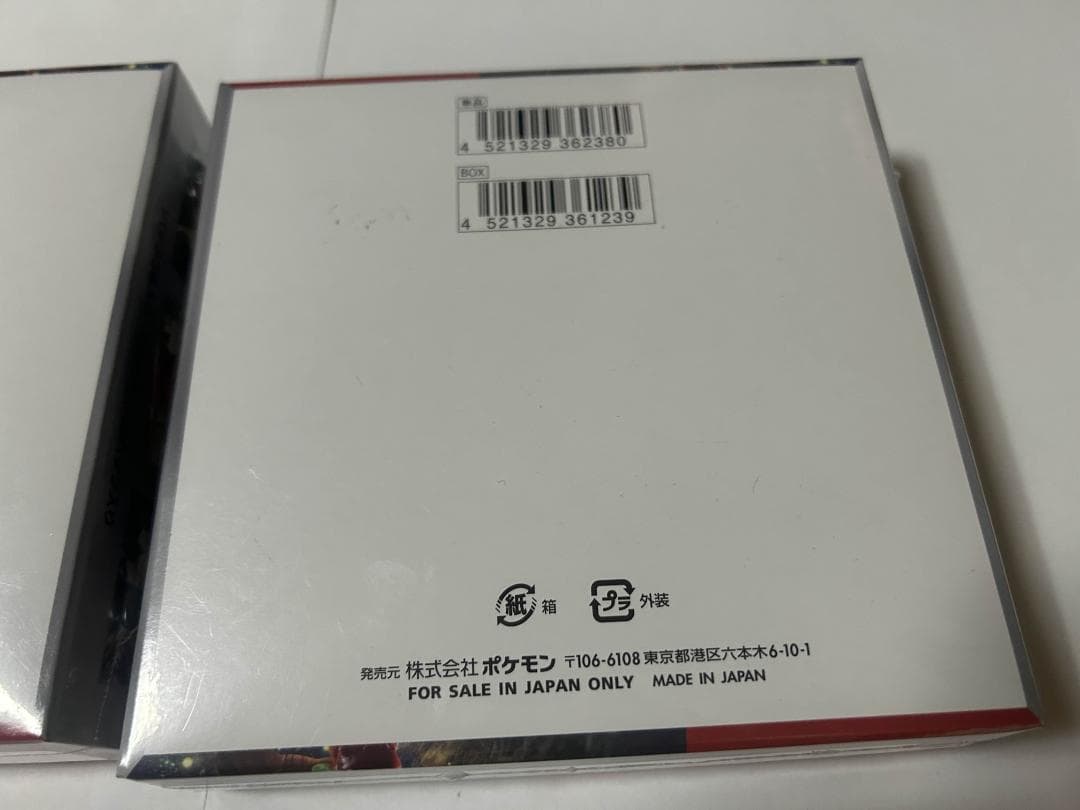 単品
4 521329 362380
BOX
4 521329 361239
紙 箱 プラ 外装
発売元 株式会社 ポケモン 〒106-6108 東京都港区六本木6-10-1
FOR SALE IN JAPAN ONLY MADE IN JAPAN